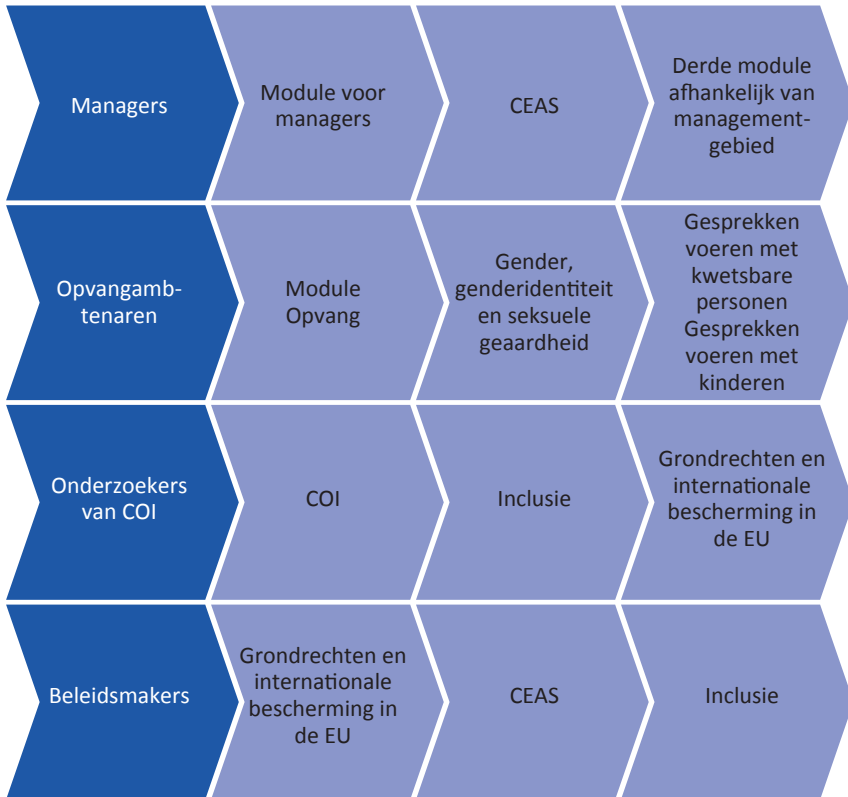 Managers
Module voor
managers
CEAS
Derde module
afhankelijk van
management-
gebied
Opvangamb-
tenaren
Module
Opvang
Gender,
genderidentiteit
en seksuele
geaardheid
Gesprekken
voeren met
kwetsbare
personen
Gesprekken
voeren met
kinderen
Onderzoekers
van COI
COI
Inclusie
Grondrechten en
internationale
bescherming in
de EU
Beleidsmakers
Grondrechten en
internationale
bescherming in
de EU
CEAS
Inclusie